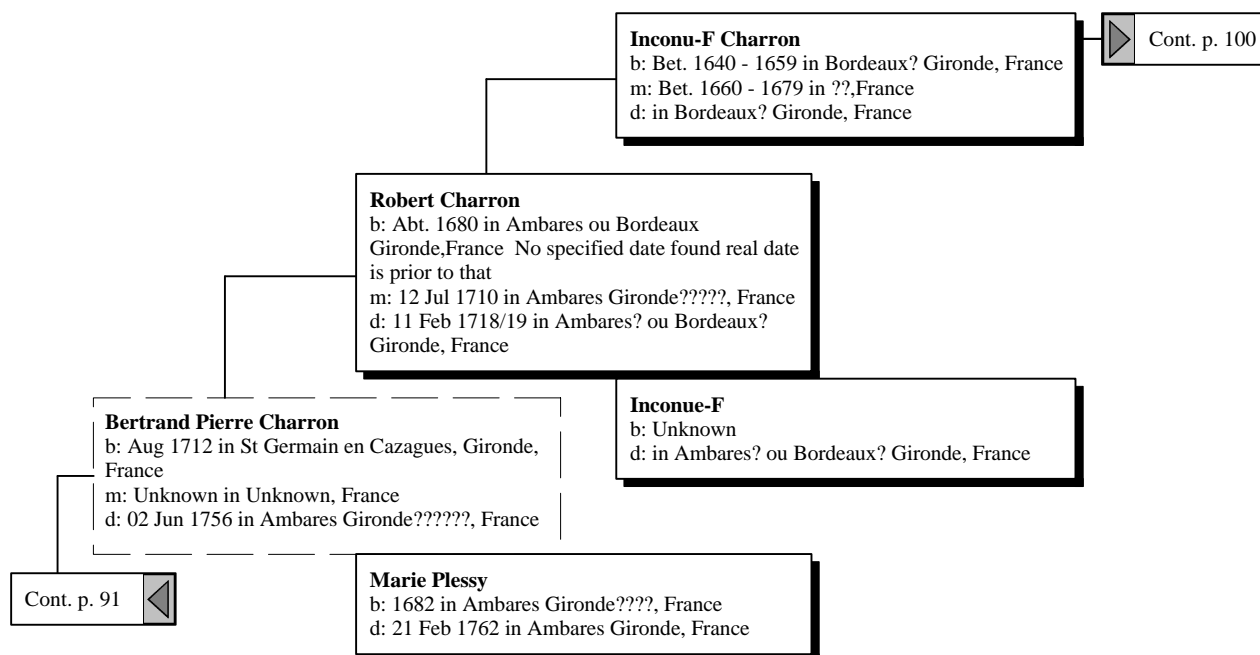 Inconu-F Charron
b: Bet. 1640 - 1659 in Bordeaux? Gironde, France
m: Bet. 1660 - 1679 in ??,France
d: in Bordeaux? Gironde, France
Cont. p. 100
Robert Charron
b: Abt. 1680 in Ambares ou Bordeaux
Gironde,France  No specified date found real date
is prior to that
m: 12 Jul 1710 in Ambares Gironde?????, France
d: 11 Feb 1718/19 in Ambares? ou Bordeaux?
Gironde, France
Inconue-F
b: Unknown
d: in Ambares? ou Bordeaux? Gironde, France
Bertrand Pierre Charron
b: Aug 1712 in St Germain en Cazagues, Gironde,
France
m: Unknown in Unknown, France
d: 02 Jun 1756 in Ambares Gironde??????, France
Cont. p. 91
Marie Plessy
b: 1682 in Ambares Gironde????, France
d: 21 Feb 1762 in Ambares Gironde, France